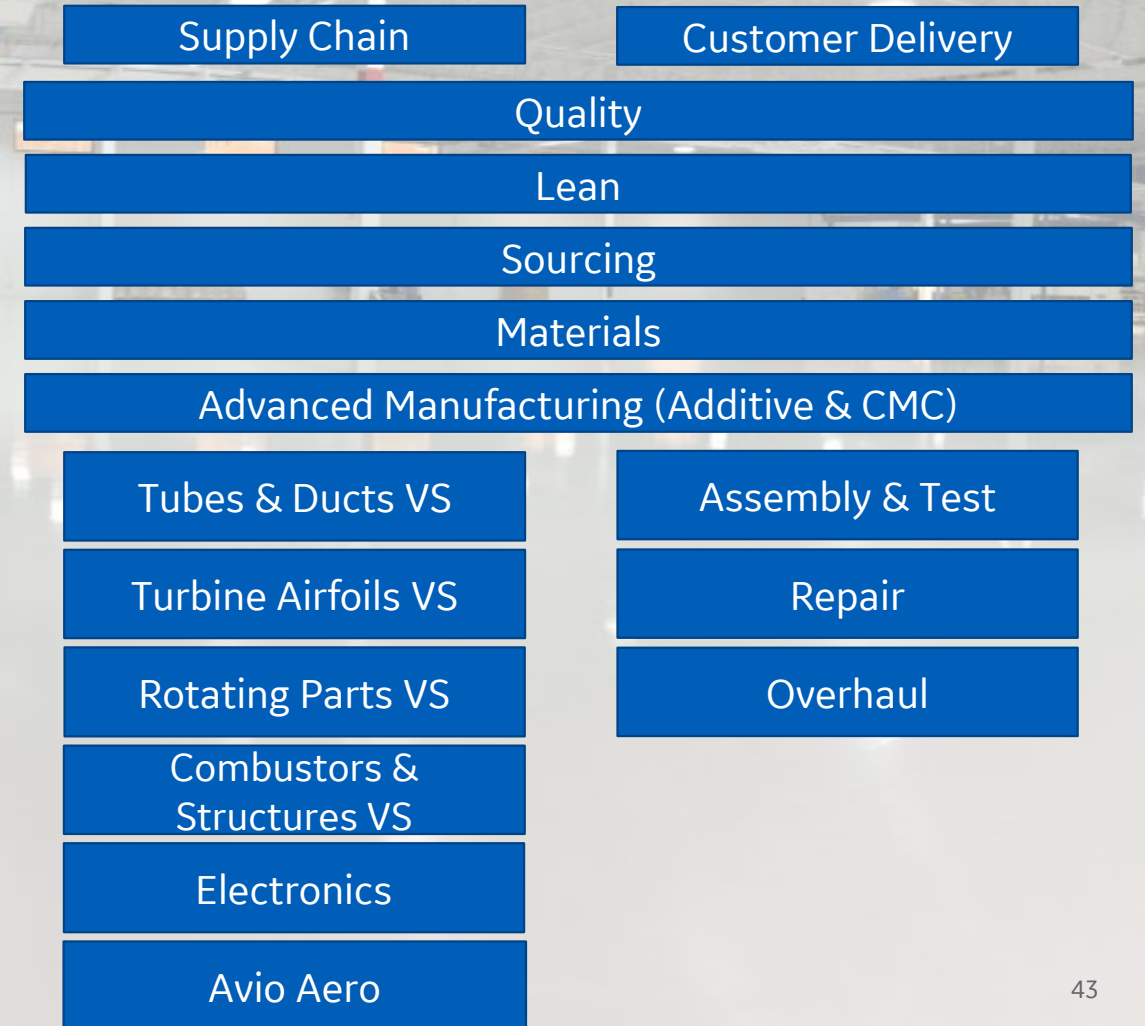 Supply Chain
Customer Delivery
Quality
Lean
Sourcing
Materials
Advanced Manufacturing (Additive & CMC)
Tubes & Ducts VS
Turbine Airfoils VS
Rotating Parts VS
Combustors &
Structures VS
Electronics
Avio Aero
Assembly & Test
Repair
Overhaul
43